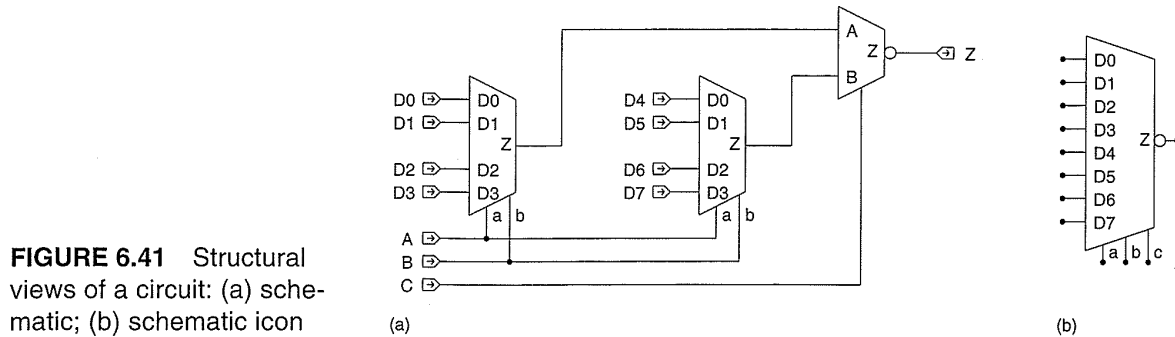 A
Z
Z
B
D0
D0
D1
D1
Z
D2
D2
D3
D3
a
b
D4
D0
D5
D1
Z
D6
D2
D7
D3
a
b
A
B
C
(a)
D0
D1
D2
D3
Z
D4
D5
D6
D7
a
b
c
(b)
FIGURE 6.41 Structural
views of a circuit: (a) sche-
matic; (b) schematic icon